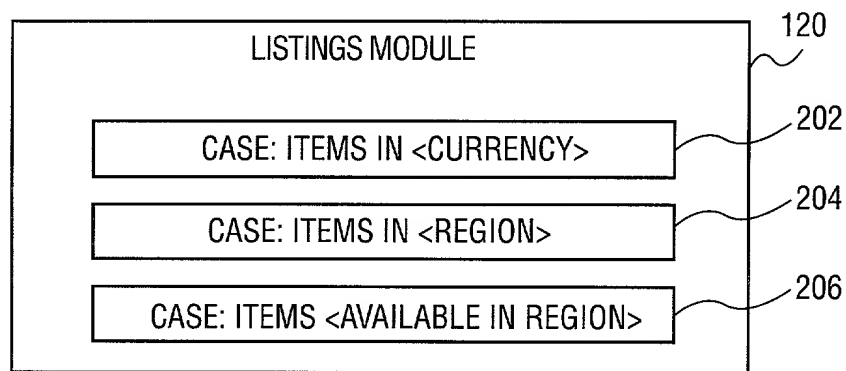 LISTINGS MODULE
120
CASE: ITEMS IN <CURRENCY>
202
CASE: ITEMS IN <REGION>
204
CASE: ITEMS <AVAILABLE IN REGION>
206